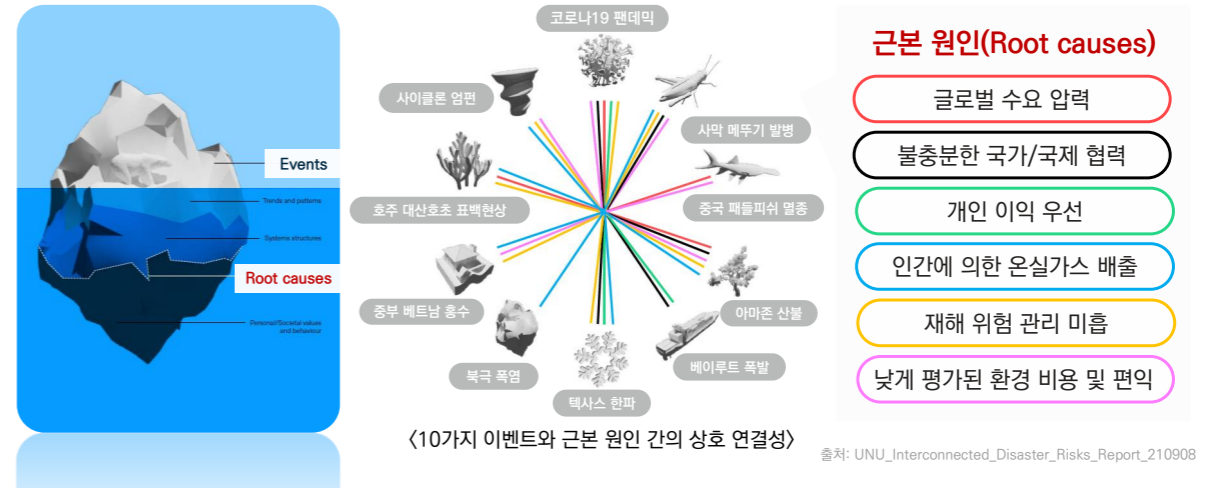 Events
Trends and patterns
Systems structures
Root causes
Personal/Societal values
and behaviour
코로나19 팬데믹
사이클론 엄펀
사막 메뚜기 발병
호주 대산호초 표백현상
중국 패들피쉬 멸종
중부 베트남 홍수
아마존 산불
북극 폭염
베이루트 폭발
텍사스 한파
<10가지 이벤트와 근본 원인 간의 상호 연결성>
근본 원인(Root causes)
글로벌 수요 압력
불충분한 국가/국제 협력
개인 이익 우선
인간에 의한 온실가스 배출
재해 위험 관리 미흡
낮게 평가된 환경 비용 및 편익
출처: UNU_Interconnected_Disaster_Risks_Report_210908